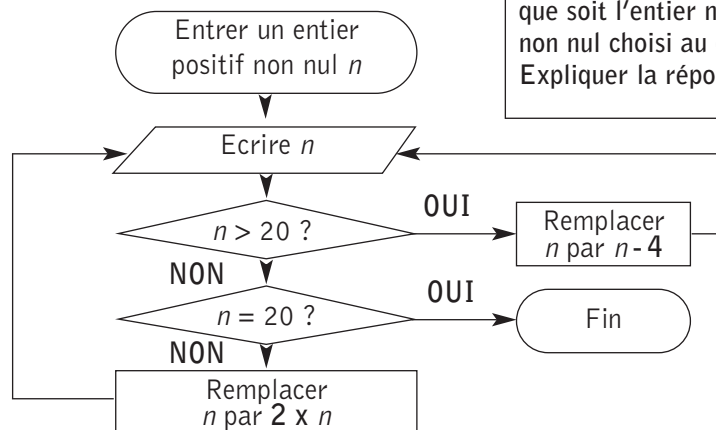 que soit l'entier
non nul choisi au
Expliquer la
Entrer un entier
positif non nul n
Ecrire n
n > 20 ?
OUI
Remplacer
n par n - 4
NON
n = 20 ?
OUI
Fin
NON
Remplacer
n par 2 x n